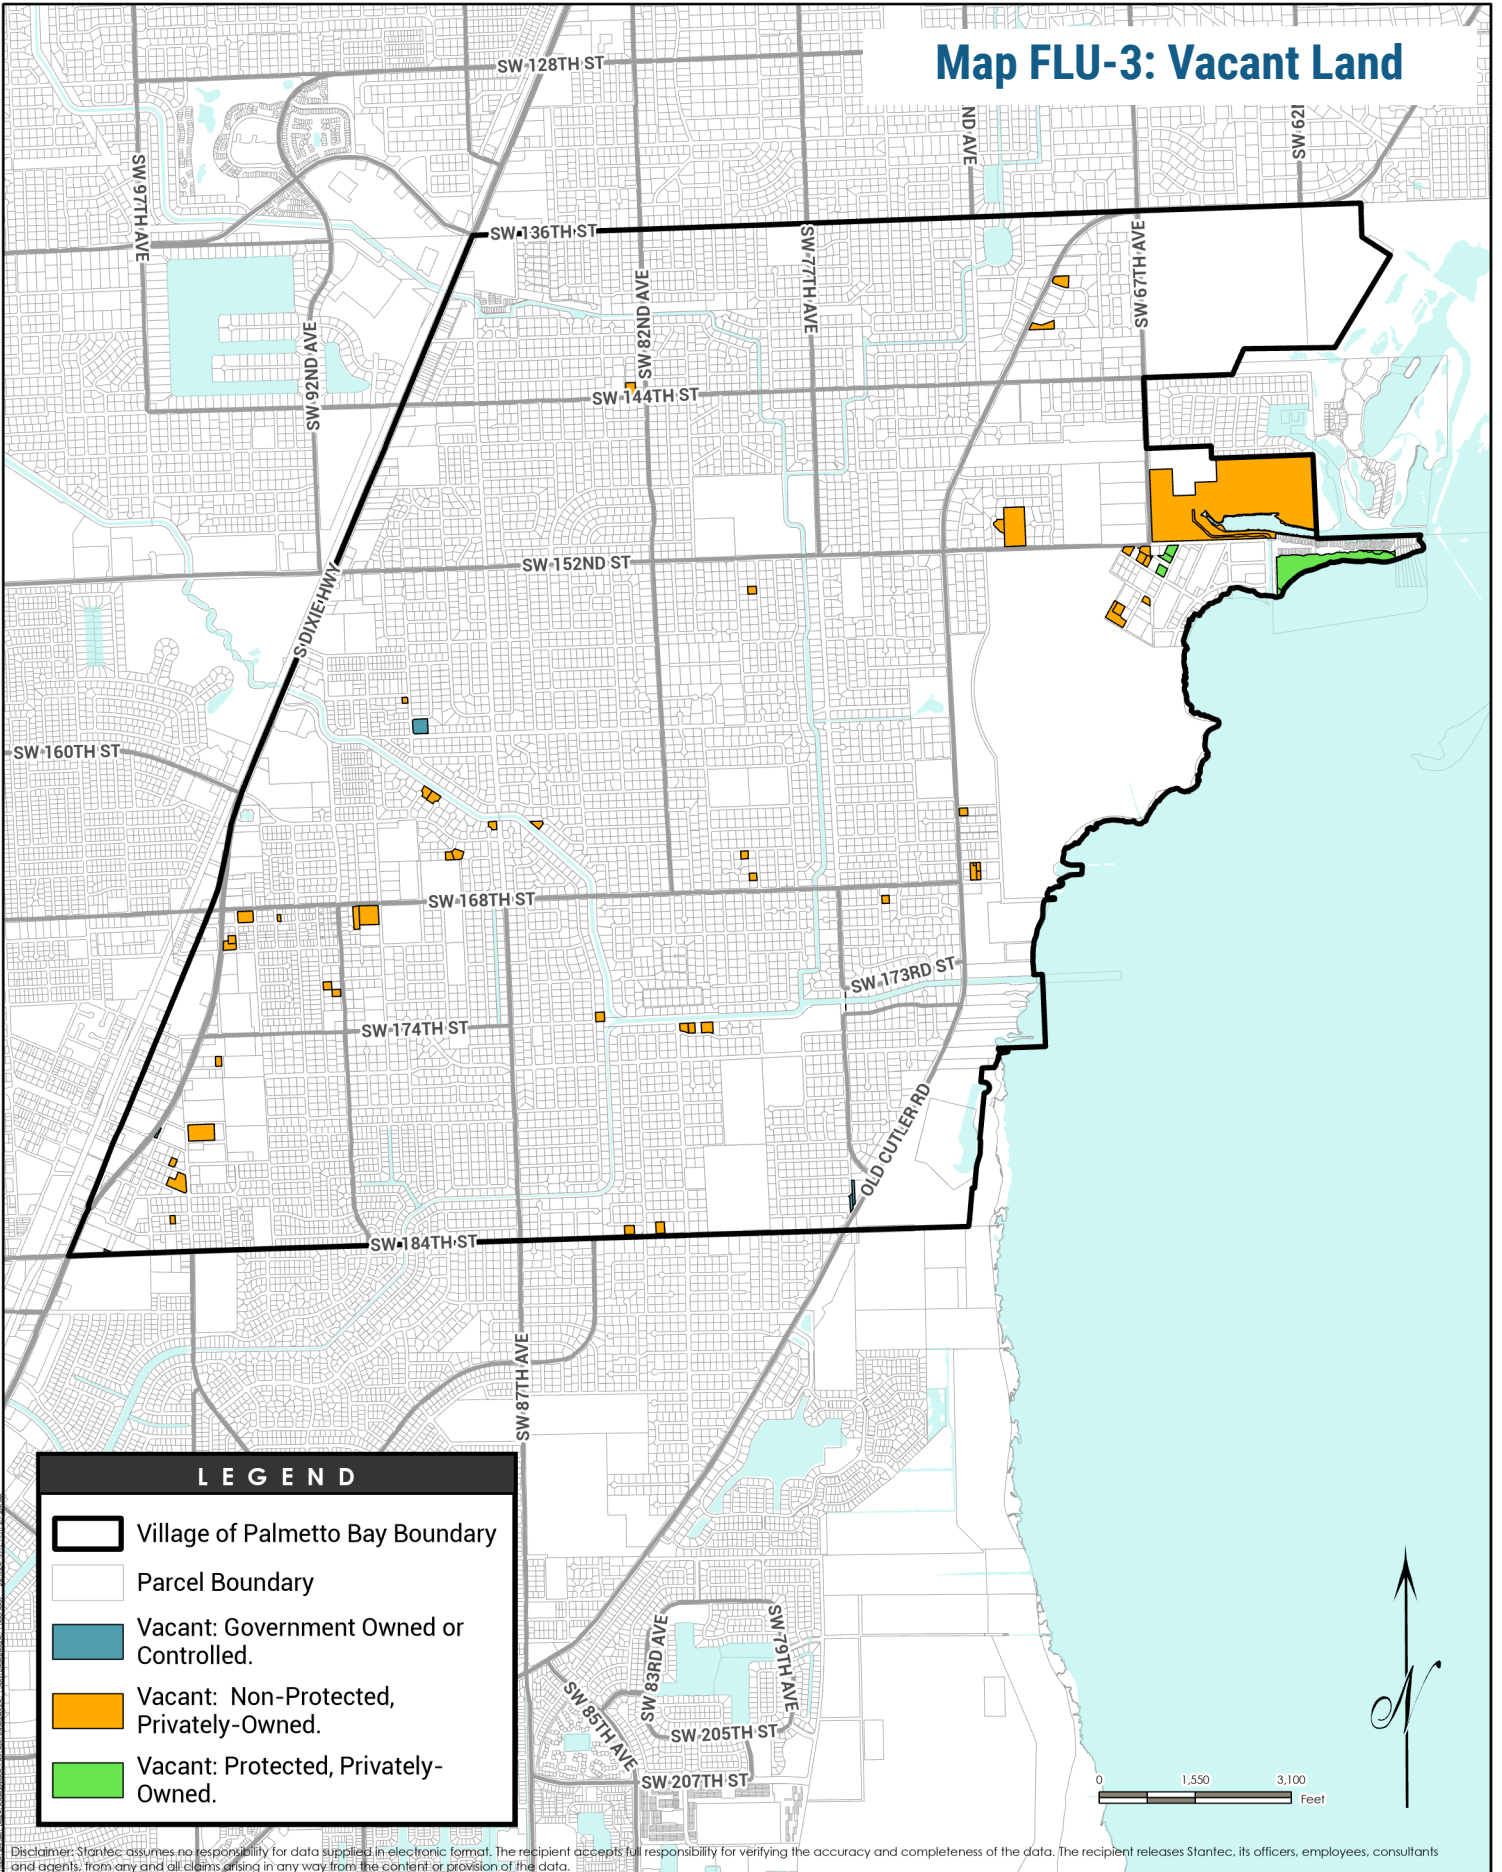 Map FLU-3: Vacant Land
SW 128TH ST
ND AVE
SW 62
SW 97TH AVE
SW 136TH ST
SW 77TH AVE
SW 67TH AVE
SW 82ND AVE
SW 92ND AVE
SW 144TH ST
SW 152ND ST
S DIXIE HWY
SW 160TH ST
SW 168TH ST
SW 173RD ST
SW 174TH ST
OLD CUTLER RD
SW 184TH ST
SW 87TH AVE
LEGEND
Village of Palmetto Bay Boundary
Parcel Boundary
Vacant: Government Owned or
Controlled.
Vacant: Non-Protected,
Privately-Owned.
Vacant: Protected, Privately-
Owned.
SW 83RD AVE
SW 79TH AVE
SW 85TH AVE
SW 205TH ST
SW 207TH ST
N
0 1,550 3,100
Feet
Disclaimer: Stantec assumes no responsibility for data supplied in electronic format. The recipient accepts full responsibility for verifying the accuracy and completeness of the data. The recipient releases Stantec, its officers, employees, consultants
and agents, from any and all claims arising in any way from the content or provision of the data.